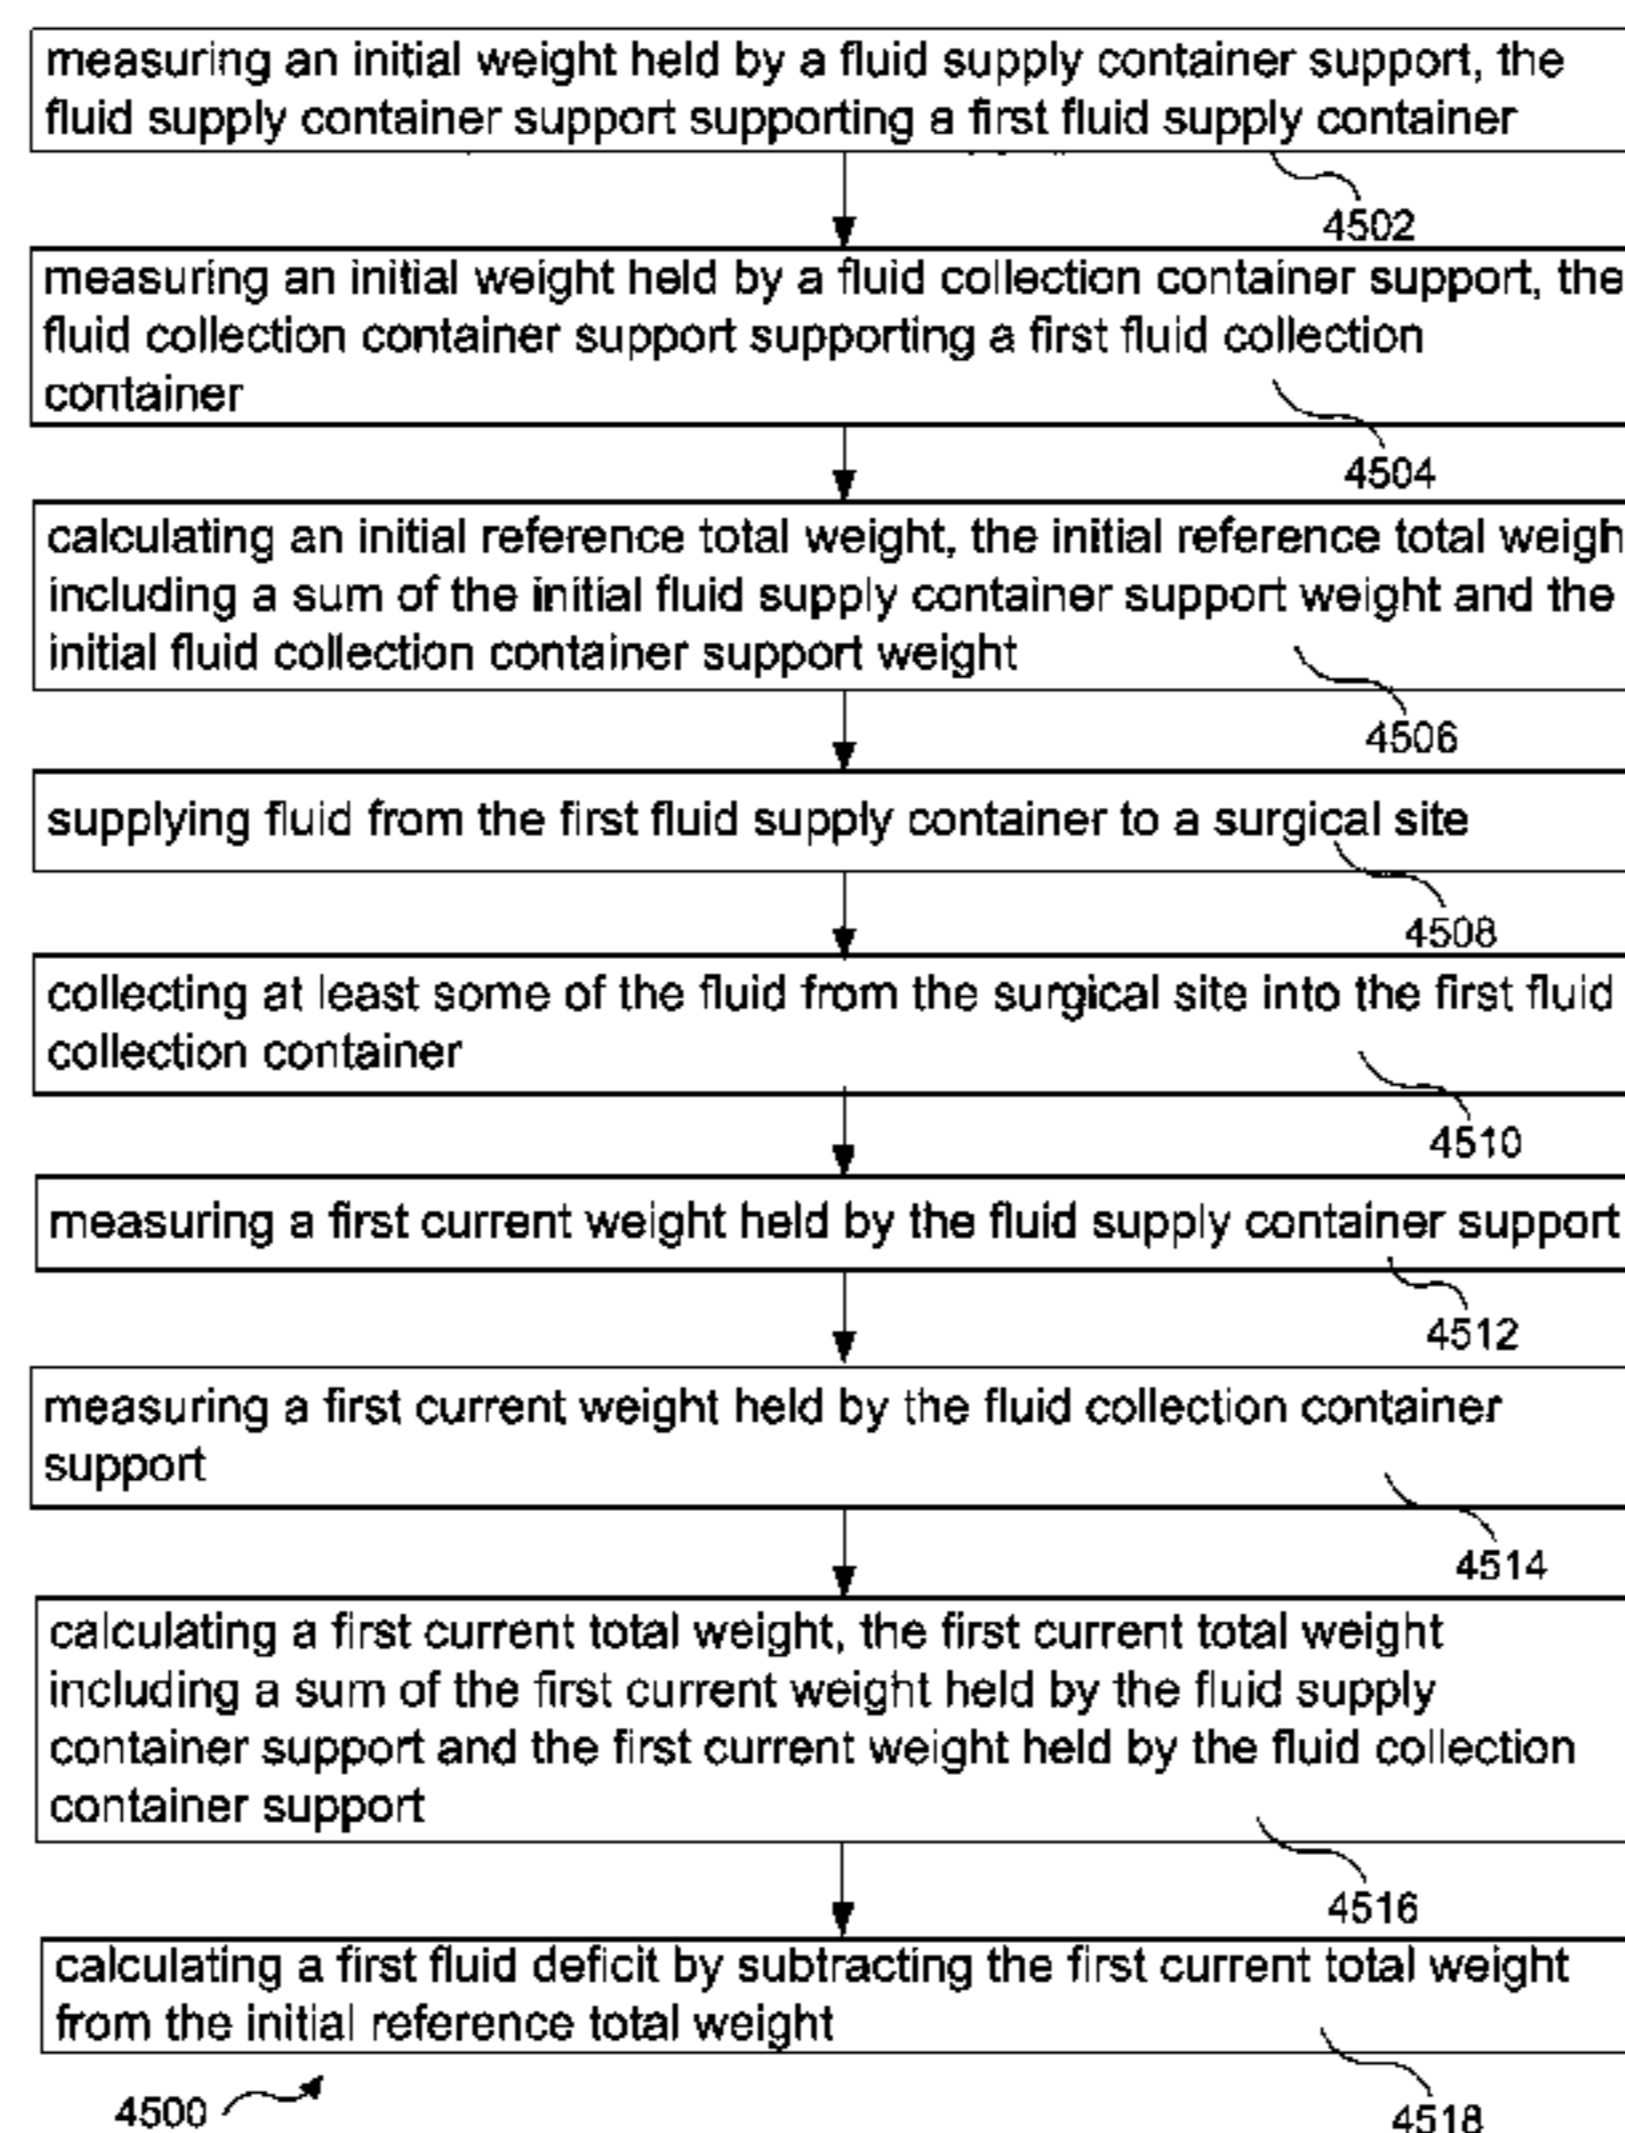 measuring an initial weight held by a fluid supply container support, the
fluid supply container support supporting a first fluid supply container
4502
measuring an initial weight held by a fluid collection container support, the
fluid collection container support supporting a first fluid collection
container
4504
calculating an initial reference total weight, the initial reference total weigh
including a sum of the initial fluid supply container support weight and the
initial fluid collection container support weight
4506
supplying fluid from the first fluid supply container to a surgical site
4508
collecting at least some of the fluid from the surgical site into the first fluid
collection container
4510
measuring a first current weight held by the fluid supply container support
4512
measuring a first current weight held by the fluid collection container
support
4514
calculating a first current total weight, the first current total weight
including a sum of the first current weight held by the fluid supply
container support and the first current weight held by the fluid collection
container support
4516
calculating a first fluid deficit by subtracting the first current total weight
from the initial reference total weight
4500
4518